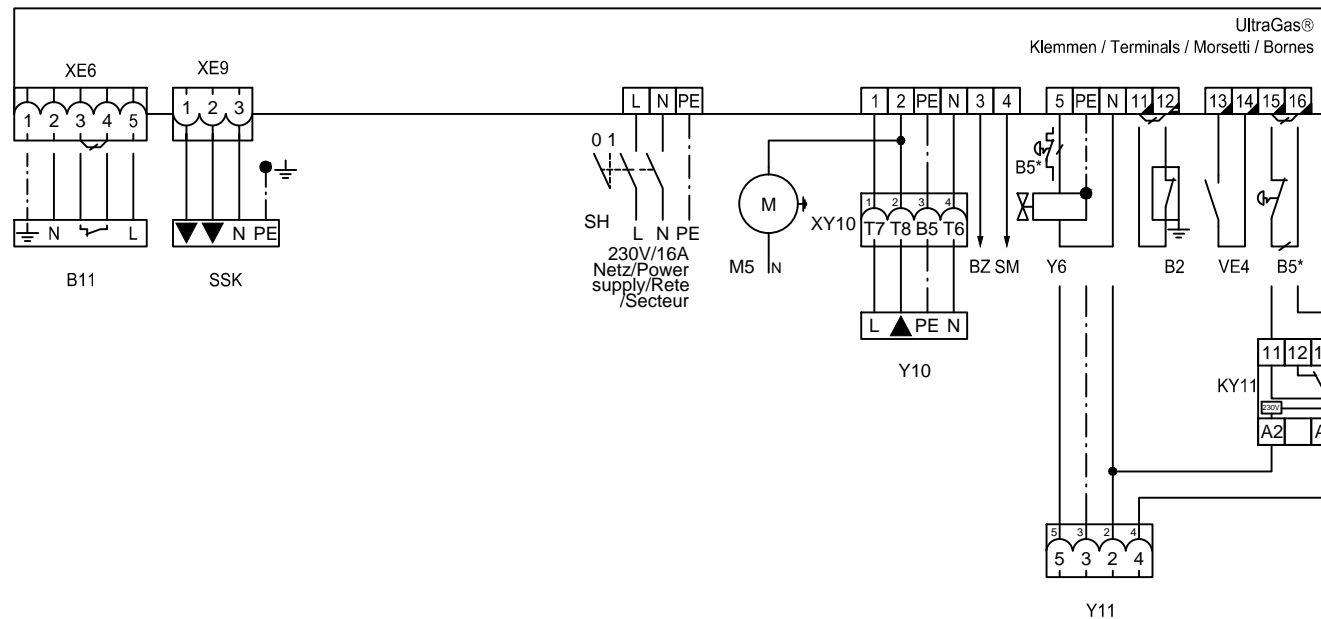 UltraGas®
Klemmen / Terminals / Morsetti / Bornes
XE6
XE9
1 2 3 4 5
1 2 3
L N PE
1 2 PE N 3 4
5 PE N 11 12
13 14 15 16
N L
N PE
B11
SSK
0 1
SH
L N PE
230V/16A
Netz/Power
supply/Rete
/Secteur
M
M5
N
XY10
1 2 3 4
T7 T8 B5 T6
BZ SM
L PE N
Y10
B5*
Y6
B2
VE4
B5*
11 12 1
KY11
230V
A2 A
5 3 2 4
5 3 2 4
Y11